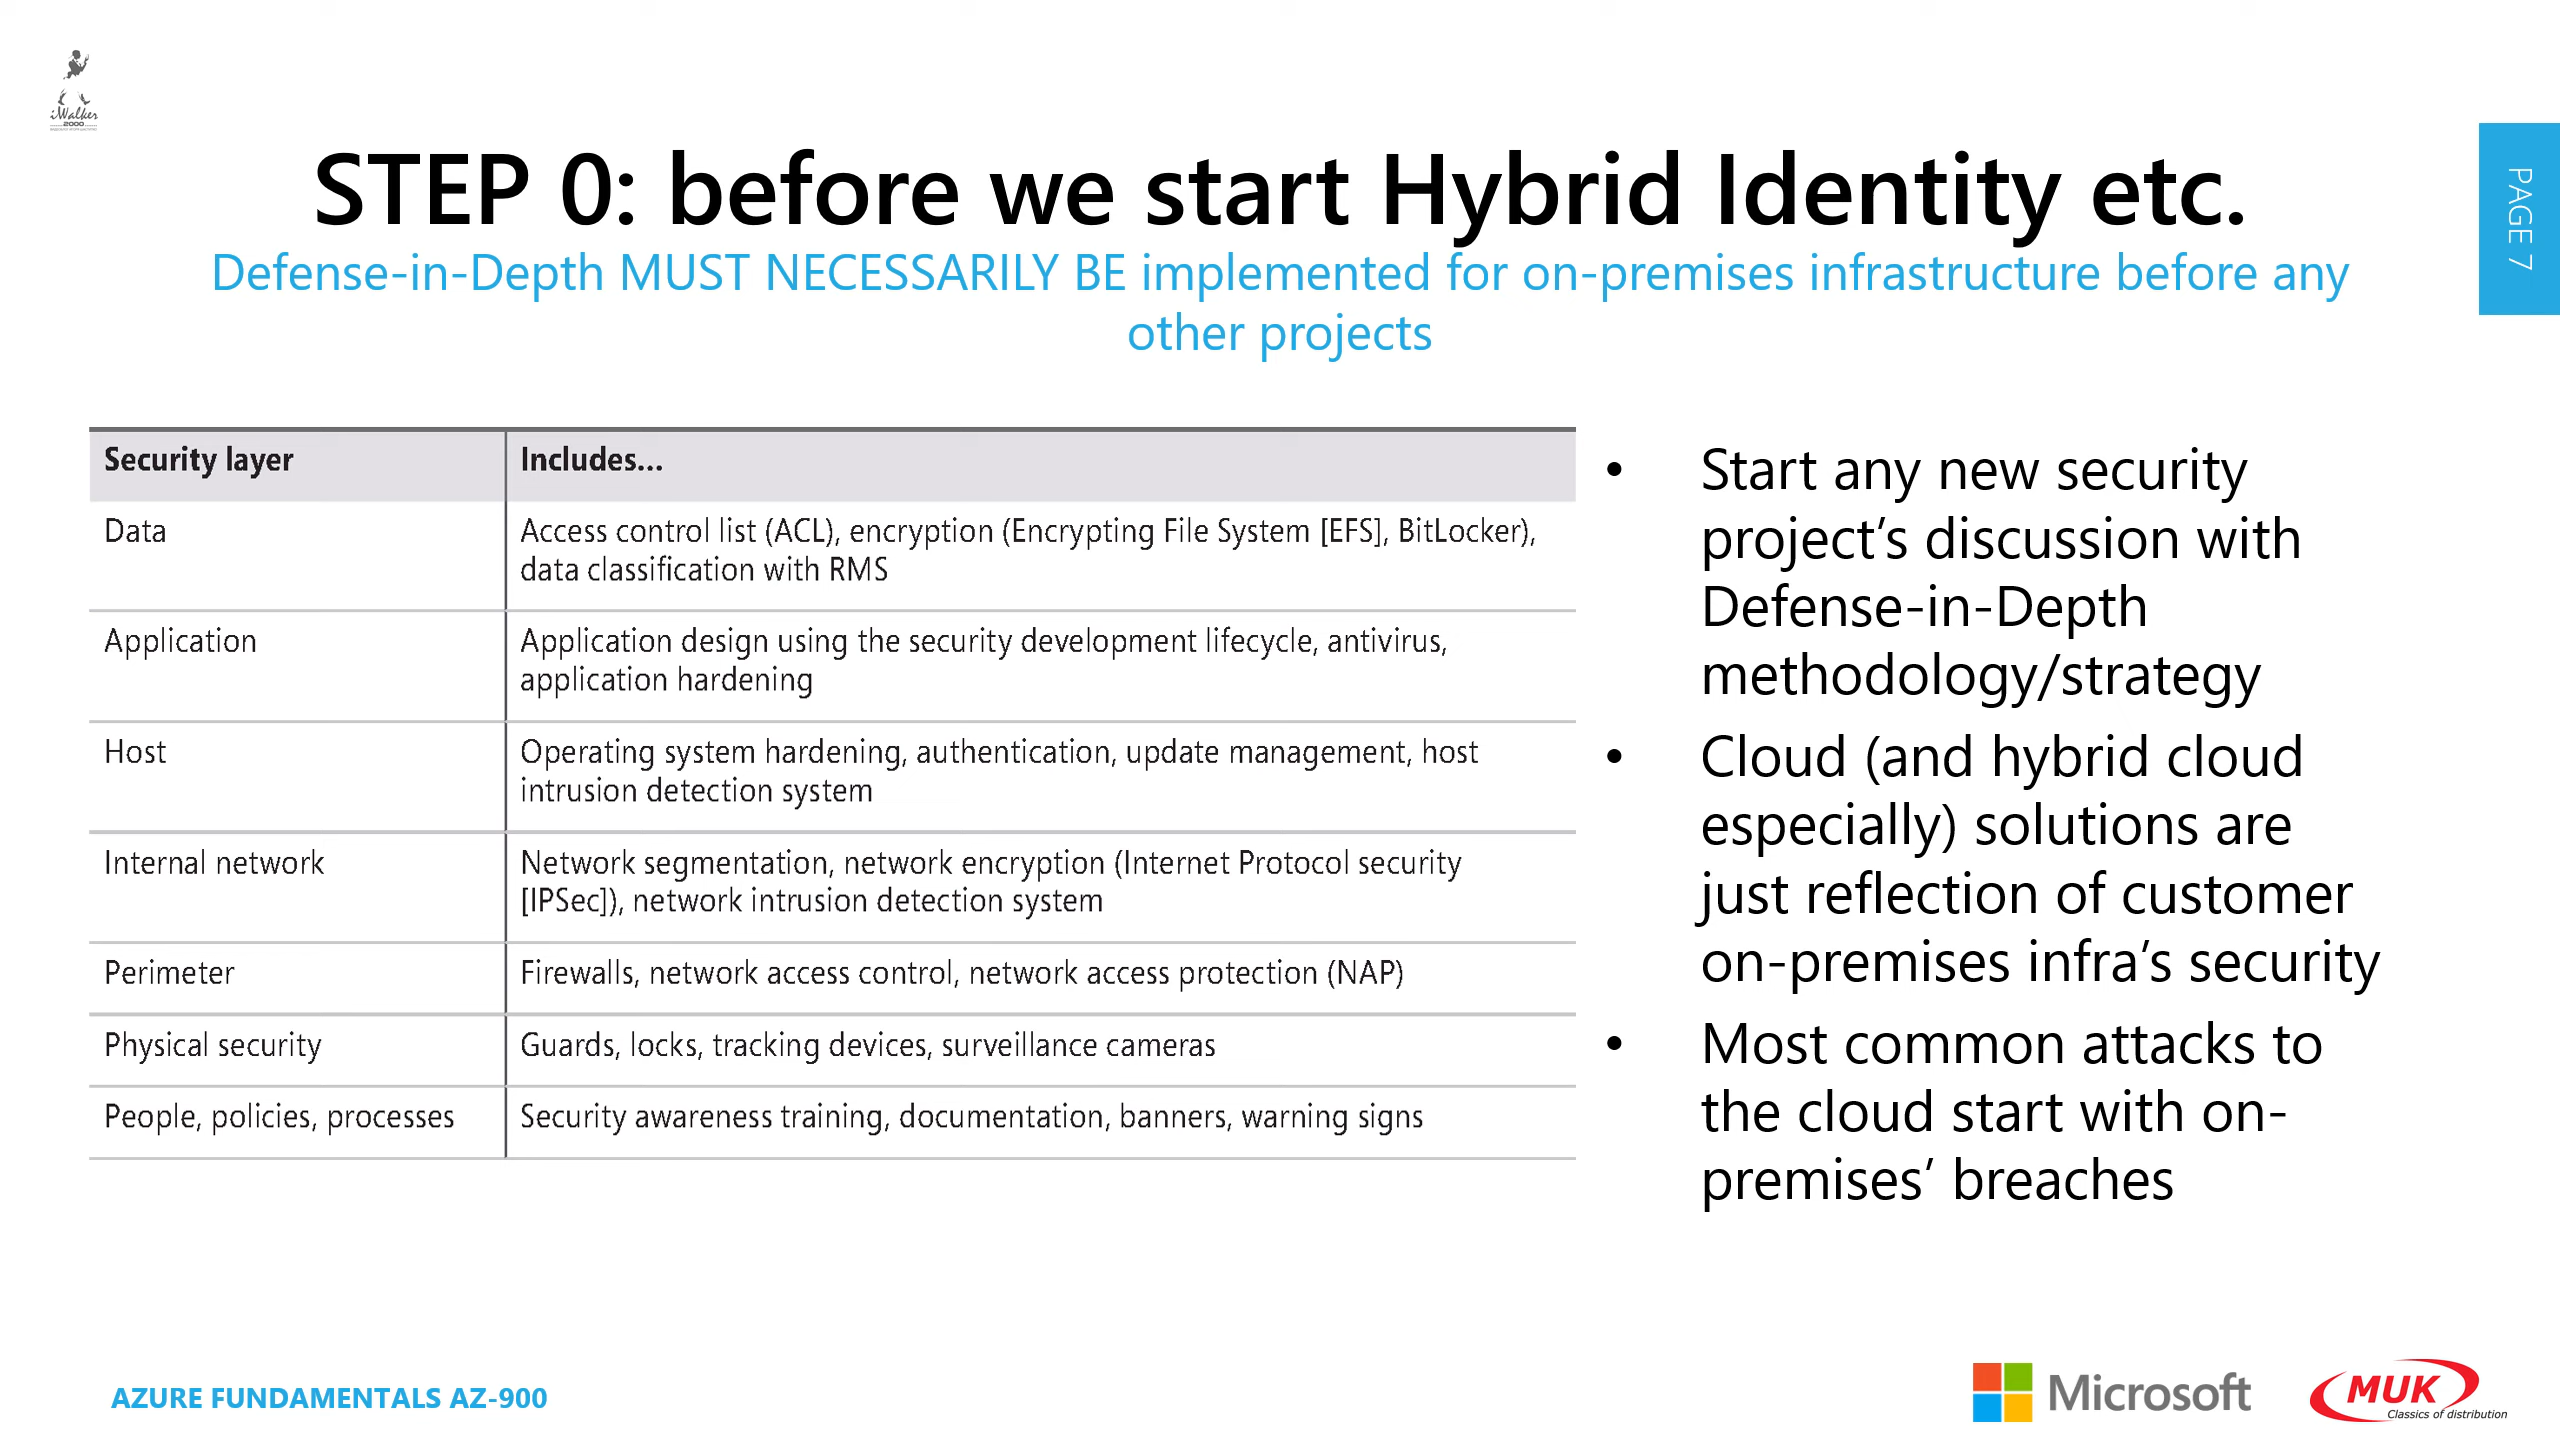 iWalker
2000
PAGE 7
STEP 0: before we start Hybrid Identity etc.
Defense-in-Depth MUST NECESSARILY BE implemented for on-premises infrastructure before any
other projects
Security layer
Includes...
Data
Access control list (ACL), encryption (Encrypting File System [EFS], BitLocker),
data classification with RMS
Application
Application design using the security development lifecycle, antivirus,
application hardening
Host
Operating system hardening, authentication, update management, host
intrusion detection system
Internal network
Network segmentation, network encryption (Internet Protocol security
[IPSec]), network intrusion detection system
Perimeter
Firewalls, network access control, network access protection (NAP)
Physical security
Guards, locks, tracking devices, surveillance cameras
People, policies, processes
Security awareness training, documentation, banners, warning signs
• Start any new security
project’s discussion with
Defense-in-Depth
methodology/strategy
• Cloud (and hybrid cloud
especially) solutions are
just reflection of customer
on-premises infra’s security
• Most common attacks to
the cloud start with on-
premises’ breaches
AZURE FUNDAMENTALS AZ-900
Microsoft
MUK
Classics of distribution